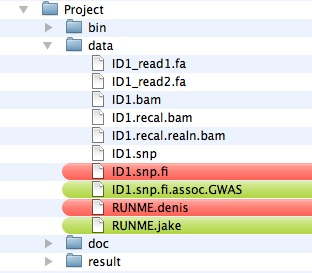 Project
bin
data
ID1_read1.fa
ID1_read2.fa
ID1.bam
ID1.recal.bam
ID1.recal.realn.bam
ID1.snp
ID1.snp.fi
ID1.snp.fi.assoc.GWAS
RUNME.denis
RUNME.jake
doc
result